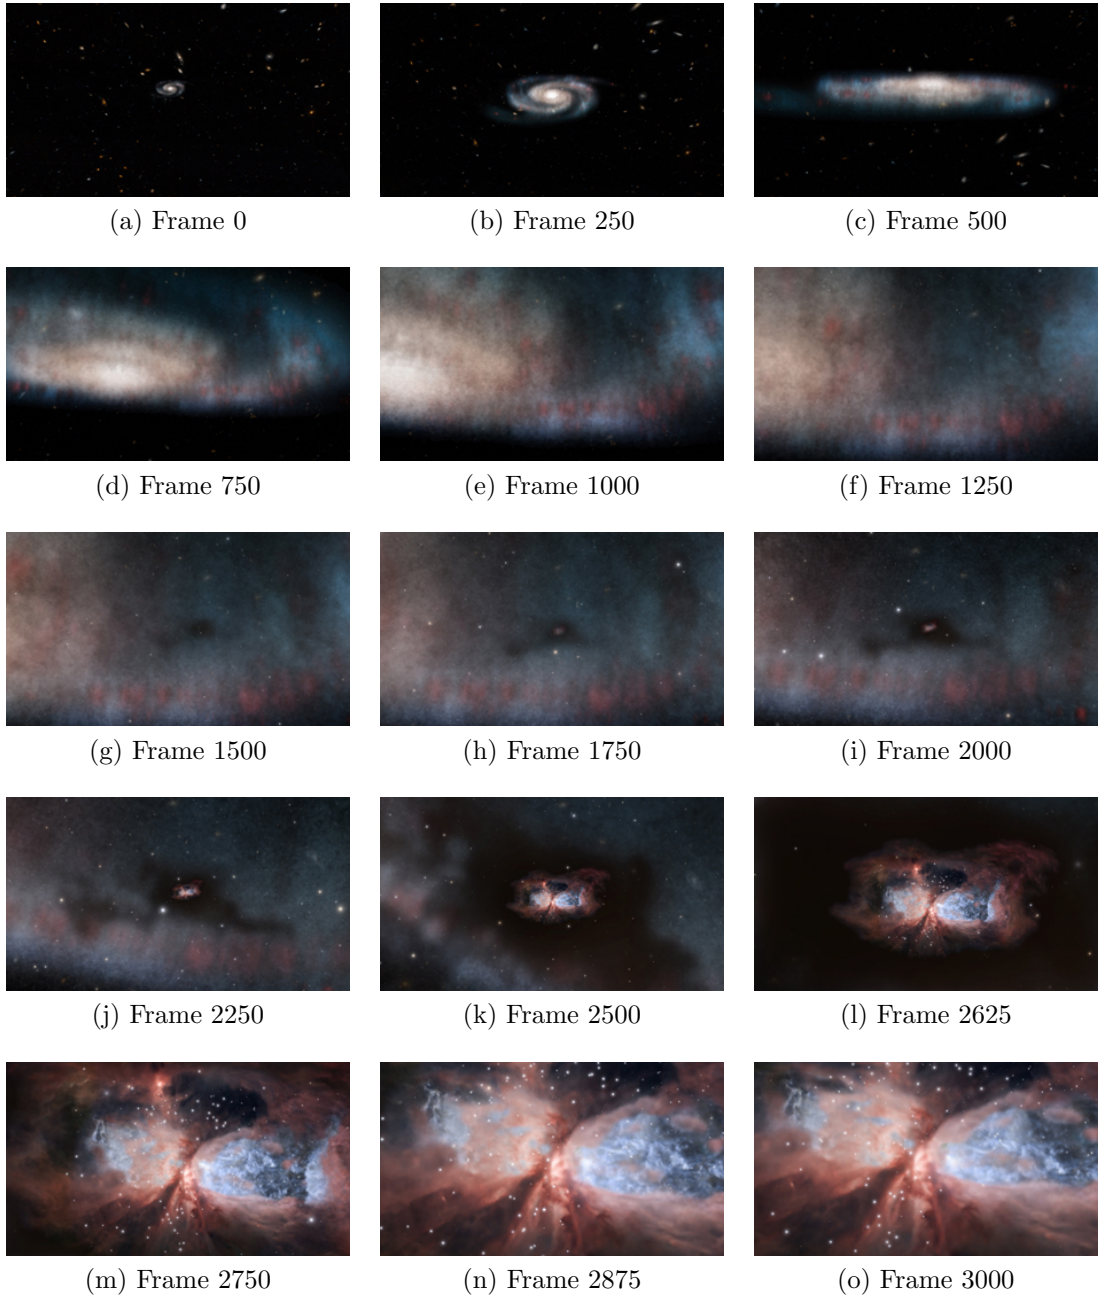 (a) Frame 0
(b) Frame 250
(c) Frame 500
(d) Frame 750
(e) Frame 1000
(f) Frame 1250
(g) Frame 1500
(h) Frame 1750
(i) Frame 2000
(j) Frame 2250
(k) Frame 2500
(l) Frame 2625
(m) Frame 2750
(n) Frame 2875
(o) Frame 3000